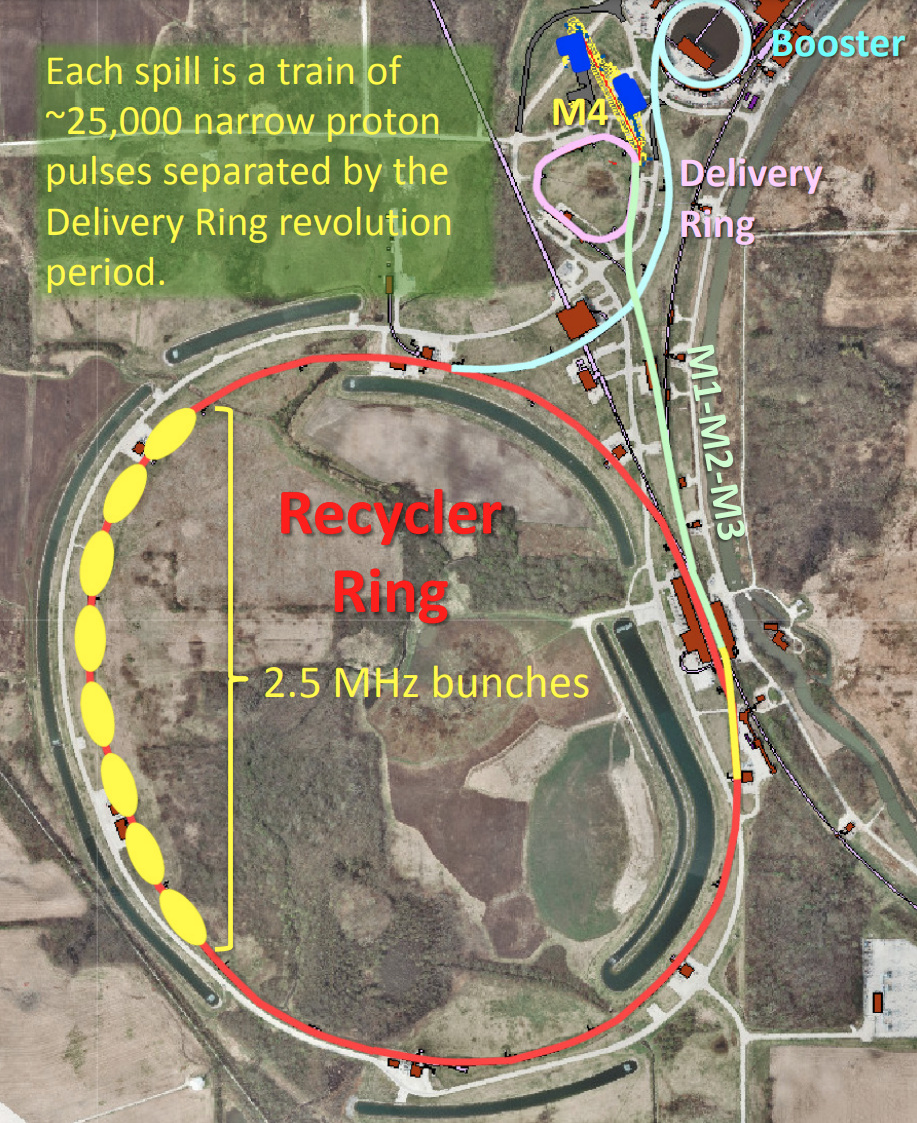 Each spill is a train of
~25,000 narrow proton
pulses separated by the
Delivery Ring revolution
period.
Booster
M4
Delivery
Ring
M1-M2-M3
Recycler
Ring
2.5 MHz bunches